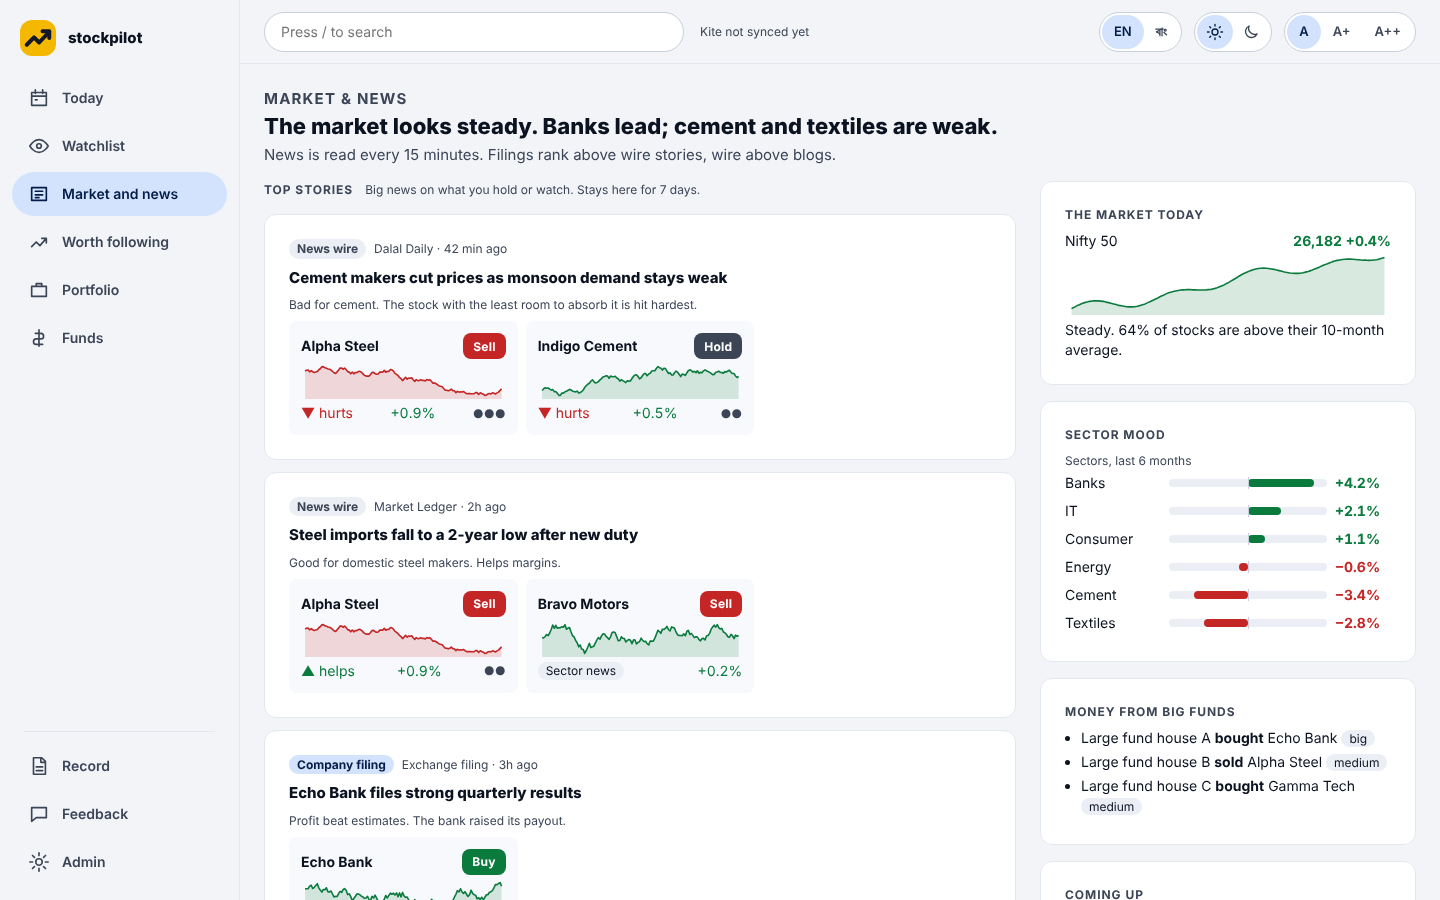 stockpilot
Today
Watchlist
Market and news
Worth following
Portfolio
Funds
Record
Feedback
Admin
Press / to search
Kite not synced yet
EN বাং
A A+ A++
MARKET & NEWS
The market looks steady. Banks lead; cement and textiles are weak.
News is read every 15 minutes. Filings rank above wire stories, wire above blogs.
TOP STORIES Big news on what you hold or watch. Stays here for 7 days.
News wire Dalal Daily · 42 min ago
Cement makers cut prices as monsoon demand stays weak
Bad for cement. The stock with the least room to absorb it is hit hardest.
Alpha Steel Sell
▼ hurts +0.9% ●●●
Indigo Cement Hold
▼ hurts +0.5% ●●
News wire Market Ledger · 2h ago
Steel imports fall to a 2-year low after new duty
Good for domestic steel makers. Helps margins.
Alpha Steel Sell
▲ helps +0.9% ●●
Bravo Motors Sell
Sector news +0.2%
Company filing Exchange filing · 3h ago
Echo Bank files strong quarterly results
Profit beat estimates. The bank raised its payout.
Echo Bank Buy
THE MARKET TODAY
Nifty 50 26,182 +0.4%
Steady. 64% of stocks are above their 10-month
average.
SECTOR MOOD
Sectors, last 6 months
Banks +4.2%
IT +2.1%
Consumer +1.1%
Energy −0.6%
Cement −3.4%
Textiles −2.8%
MONEY FROM BIG FUNDS
• Large fund house A bought Echo Bank big
• Large fund house B sold Alpha Steel medium
• Large fund house C bought Gamma Tech
medium
COMING UP